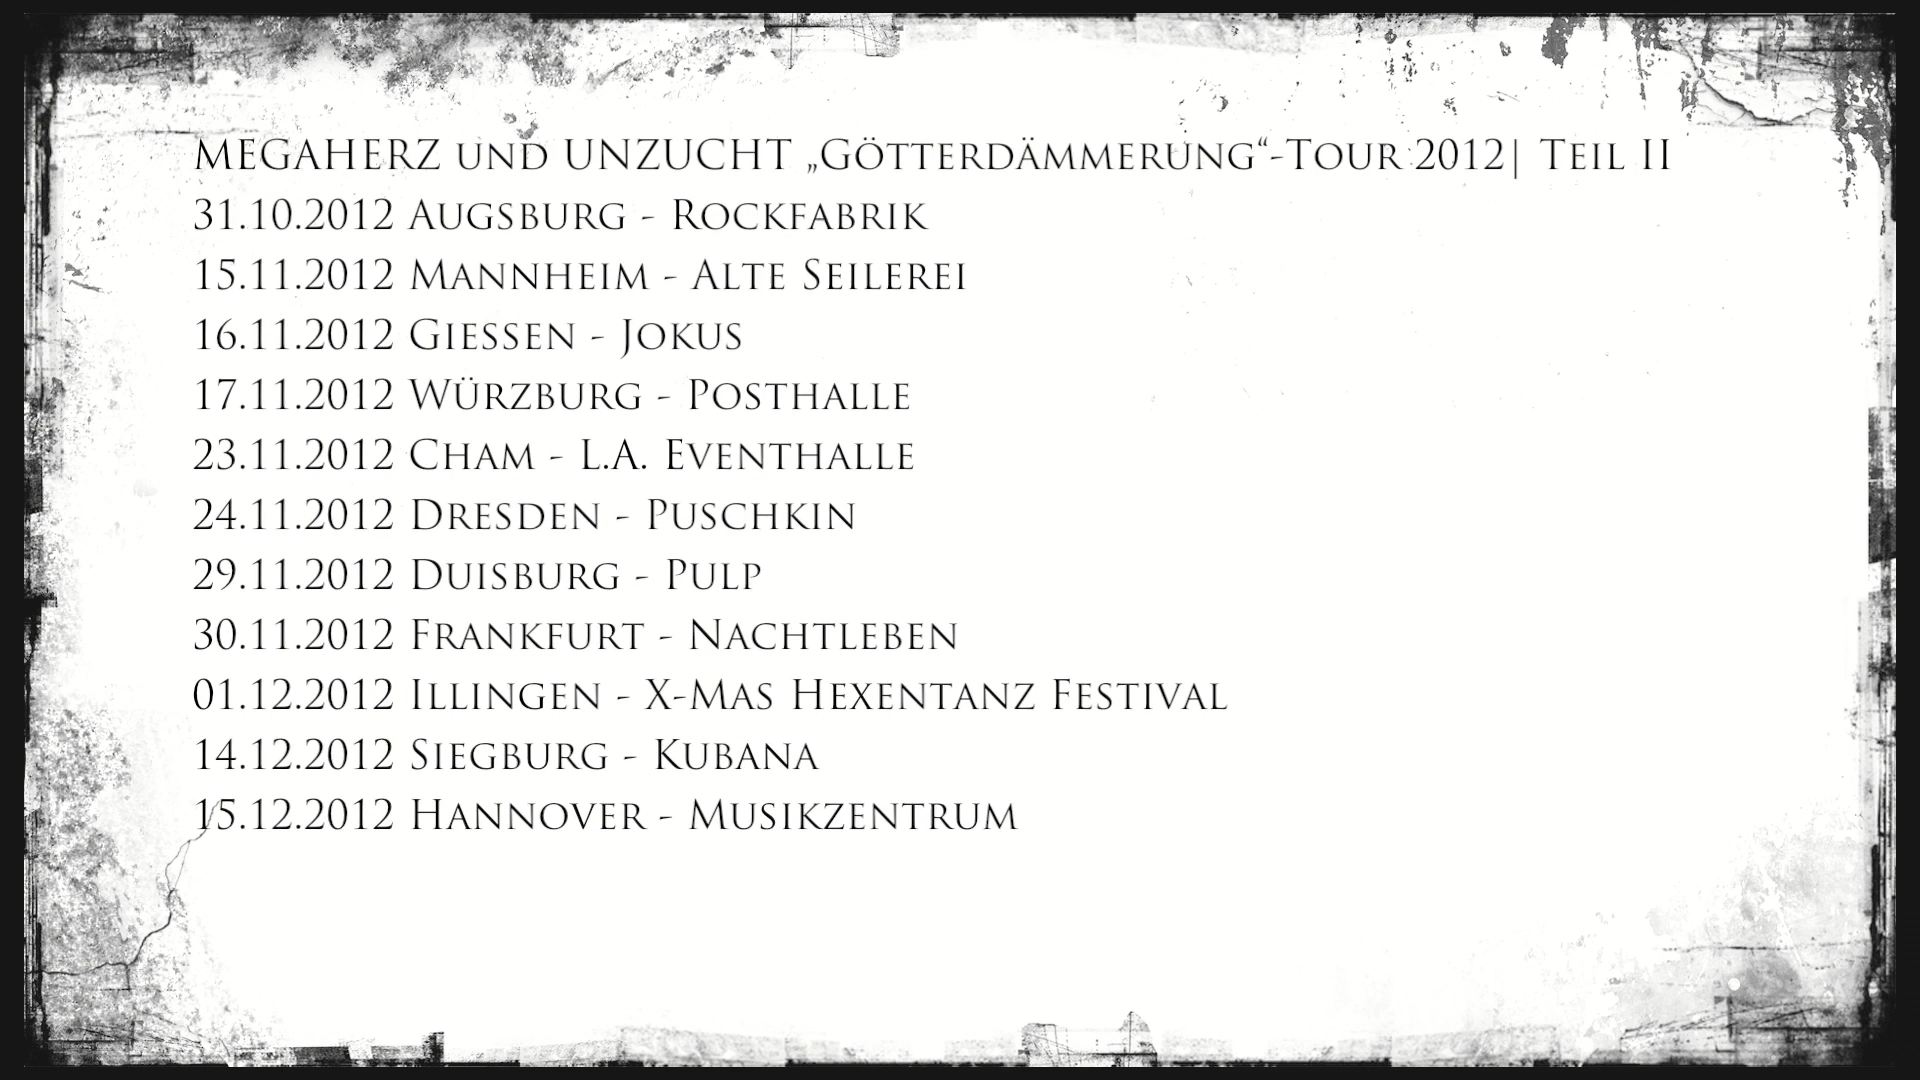 MEGAHERZ und UNZUCHT „Götterdämmerung“-Tour 2012| Teil II
31.10.2012 Augsburg - Rockfabrik
15.11.2012 Mannheim - Alte Seilerei
16.11.2012 Giessen - Jokus
17.11.2012 Würzburg - Posthalle
23.11.2012 Cham - L.A. Eventhalle
24.11.2012 Dresden - Puschkin
29.11.2012 Duisburg - Pulp
30.11.2012 Frankfurt - Nachtleben
01.12.2012 Illingen - X-Mas Hexentanz Festival
14.12.2012 Siegburg - Kubana
15.12.2012 Hannover - Musikzentrum